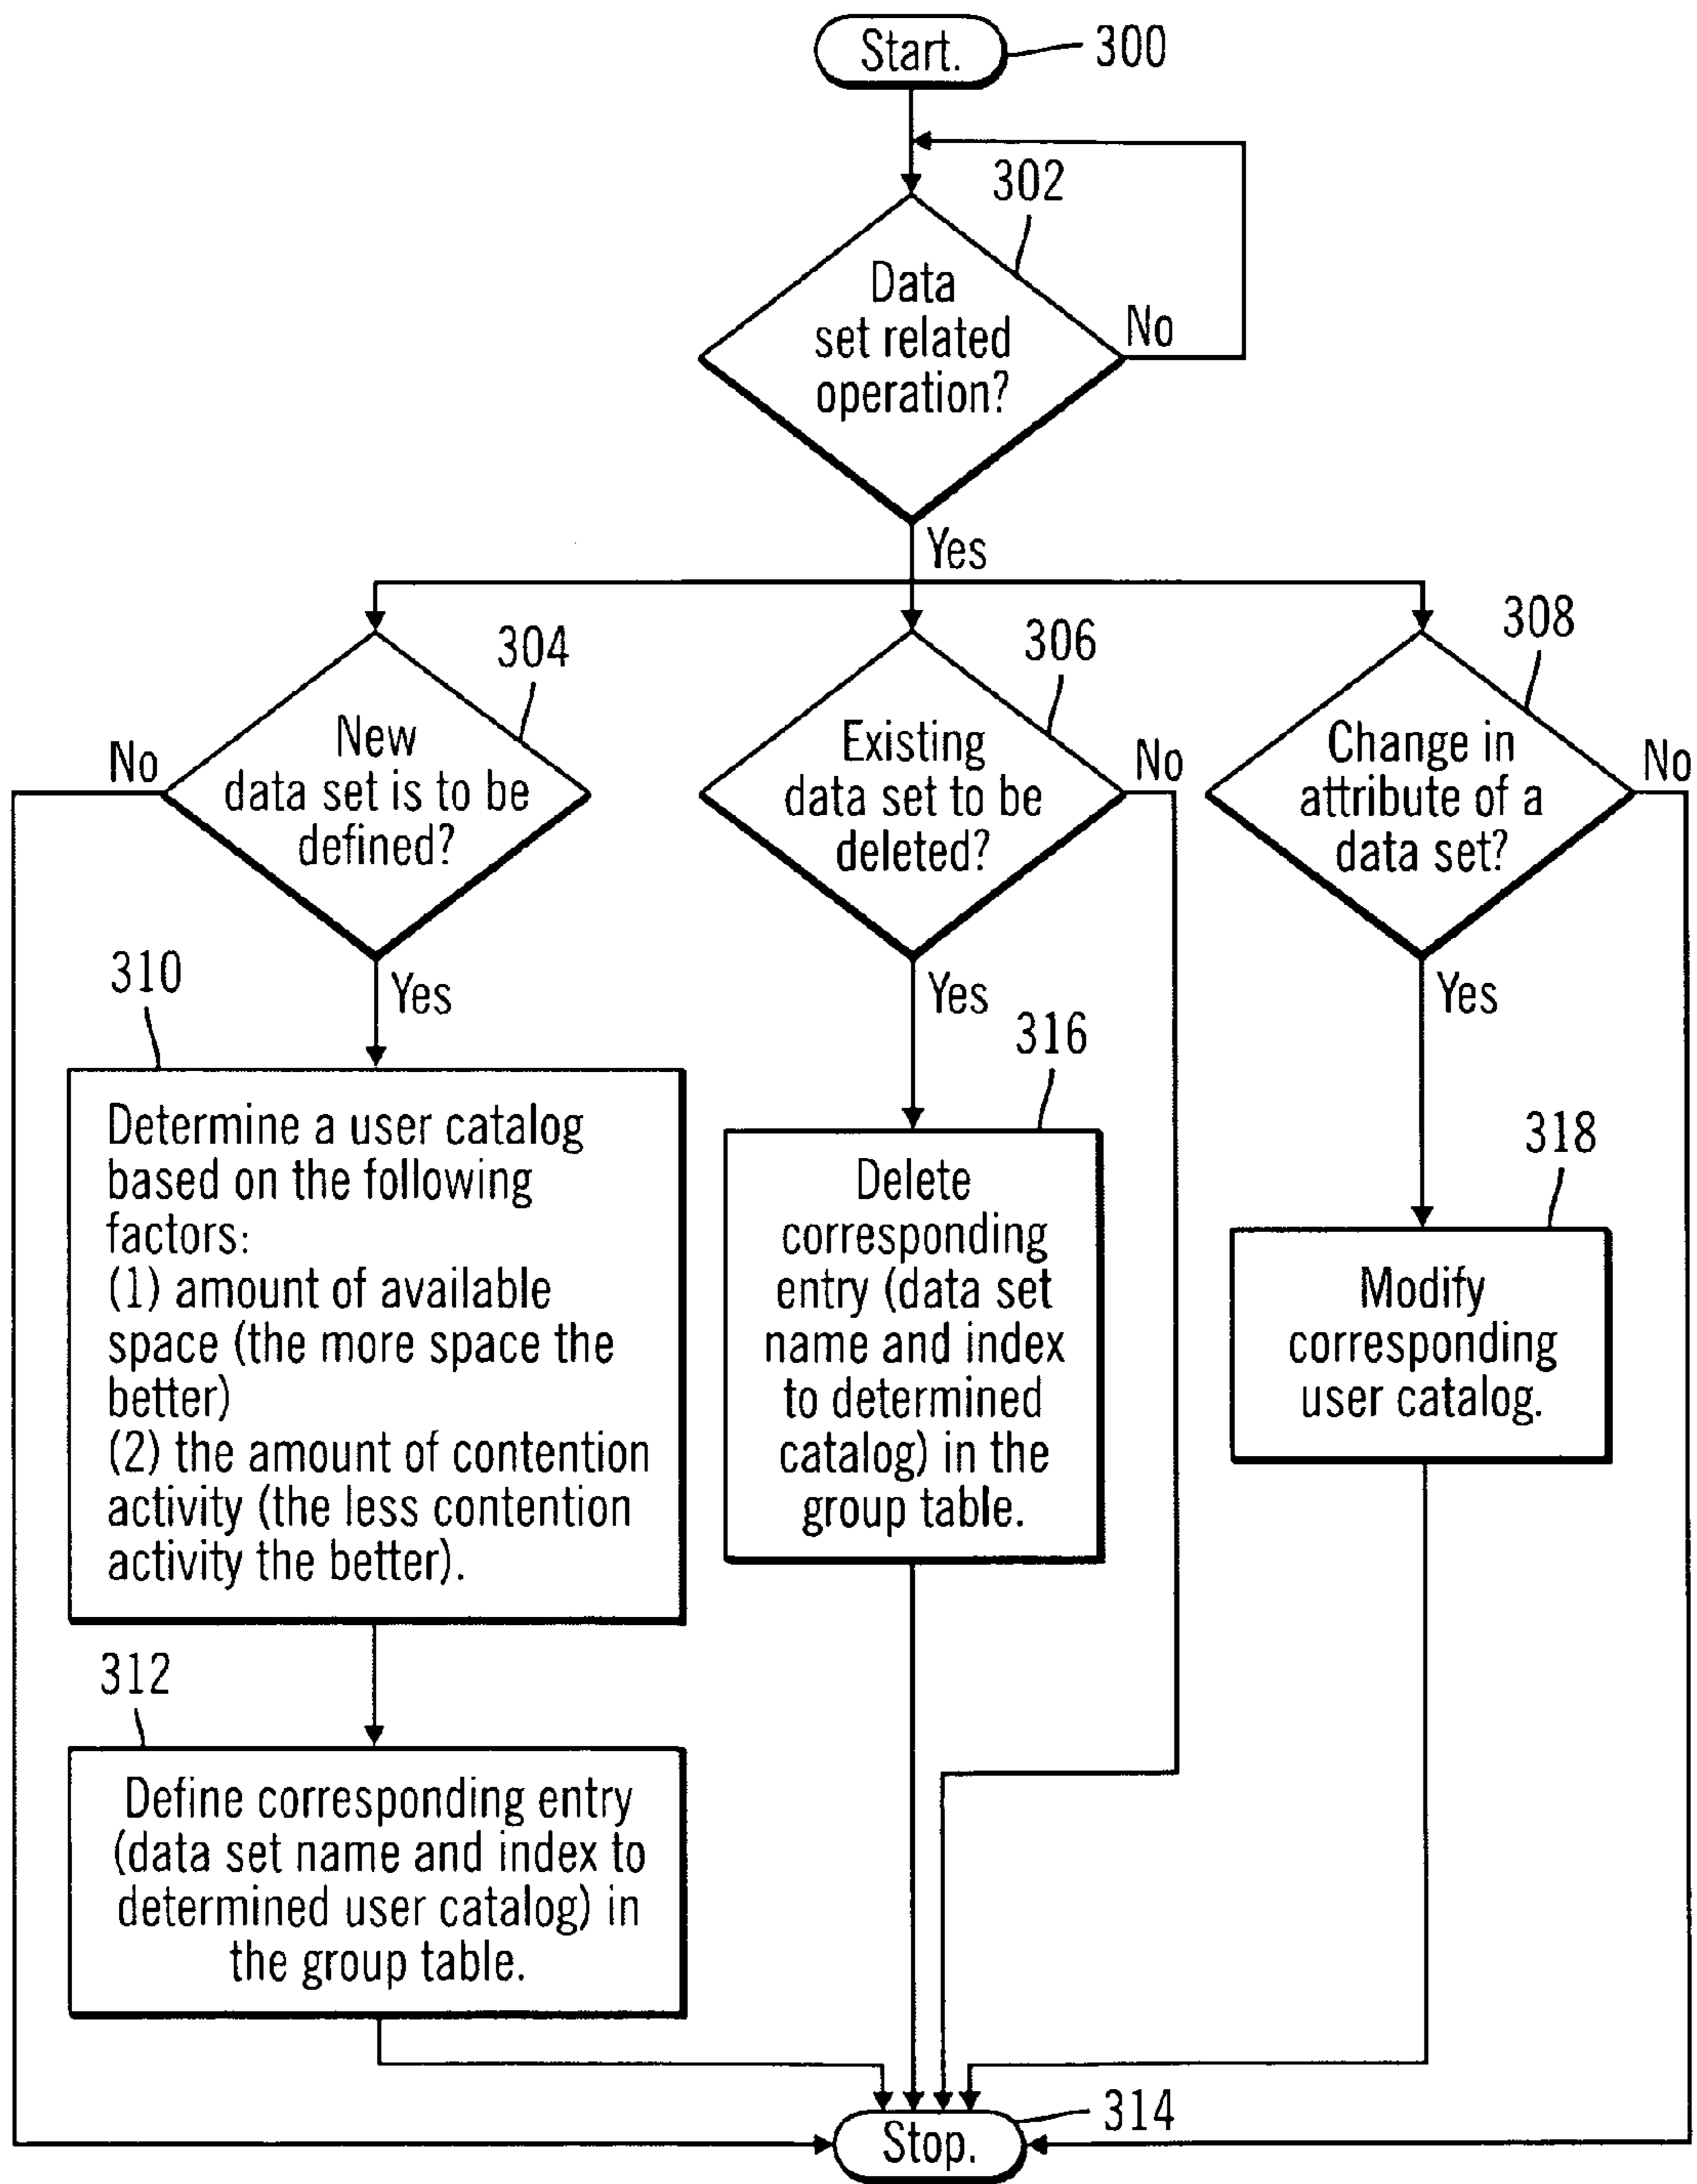 Start.
300
302
Data
set related
operation?
No
Yes
304
New
data set is to be
defined?
No
Yes
306
Existing
data set to be
deleted?
No
Yes
308
Change in
attribute of a
data set?
No
Yes
310
Determine a user catalog
based on the following
factors:
(1) amount of available
space (the more space the
better)
(2) the amount of contention
activity (the less contention
activity the better).
316
Delete
corresponding
entry (data set
name and index
to determined
catalog) in the
group table.
318
Modify
corresponding
user catalog.
312
Define corresponding entry
(data set name and index to
determined user catalog) in
the group table.
314
Stop.